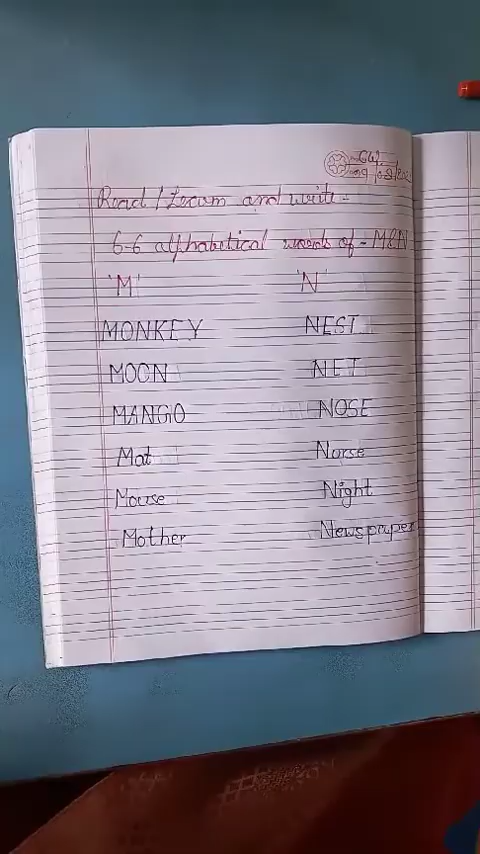 CW
Read / Learn and write -
6-6 alphabetical words of - M&N
'M' 'N'
MONKEY NEST
MOON NET
MANGO NOSE
Mat Nurse
Mouse Night
Mother Newspaper